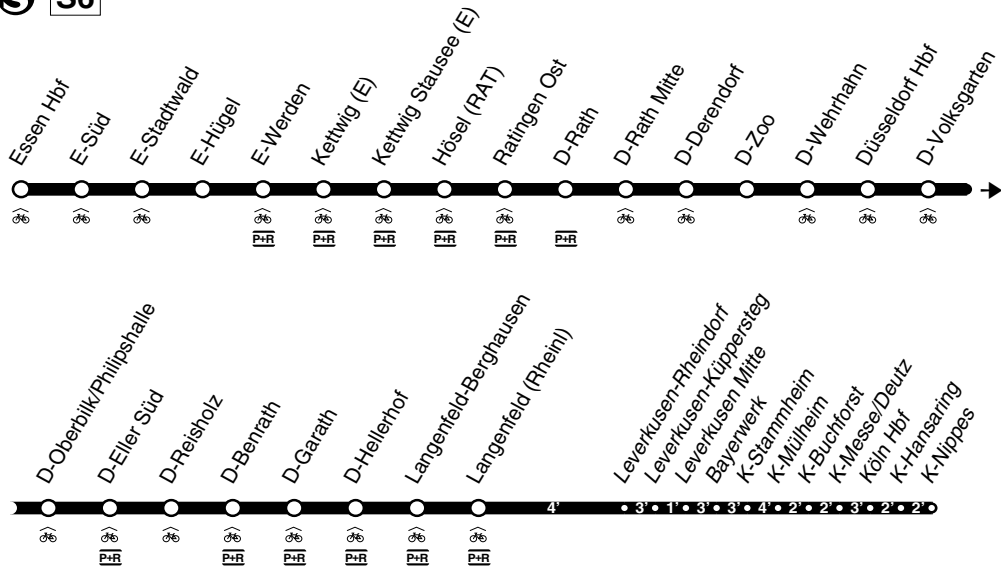 S S6
Essen Hbf
E-Süd
E-Stadtwald
E-Hügel
E-Werden
Kettwig (E)
Kettwig Stausee (E)
Hösel (RAT)
Ratingen Ost
D-Rath
D-Rath Mitte
D-Derendorf
D-Zoo
D-Wehrhahn
Düsseldorf Hbf
D-Volksgarten
P+R P+R P+R P+R P+R P+R
D-Oberbilk/Philipshalle
D-Eller Süd
D-Reisholz
D-Benrath
D-Garath
D-Hellerhof
Langenfeld-Berghausen
Langenfeld (Rheinl)
Leverkusen-Rheindorf
Leverkusen-Küppersteg
Leverkusen Mitte
Bayerwerk
K-Stammheim
K-Mülheim
K-Buchforst
K-Messe/Deutz
Köln Hbf
K-Hansaring
K-Nippes
4' 3' 1' 3' 3' 4' 2' 2' 3' 2' 2'
P+R P+R P+R P+R P+R P+R